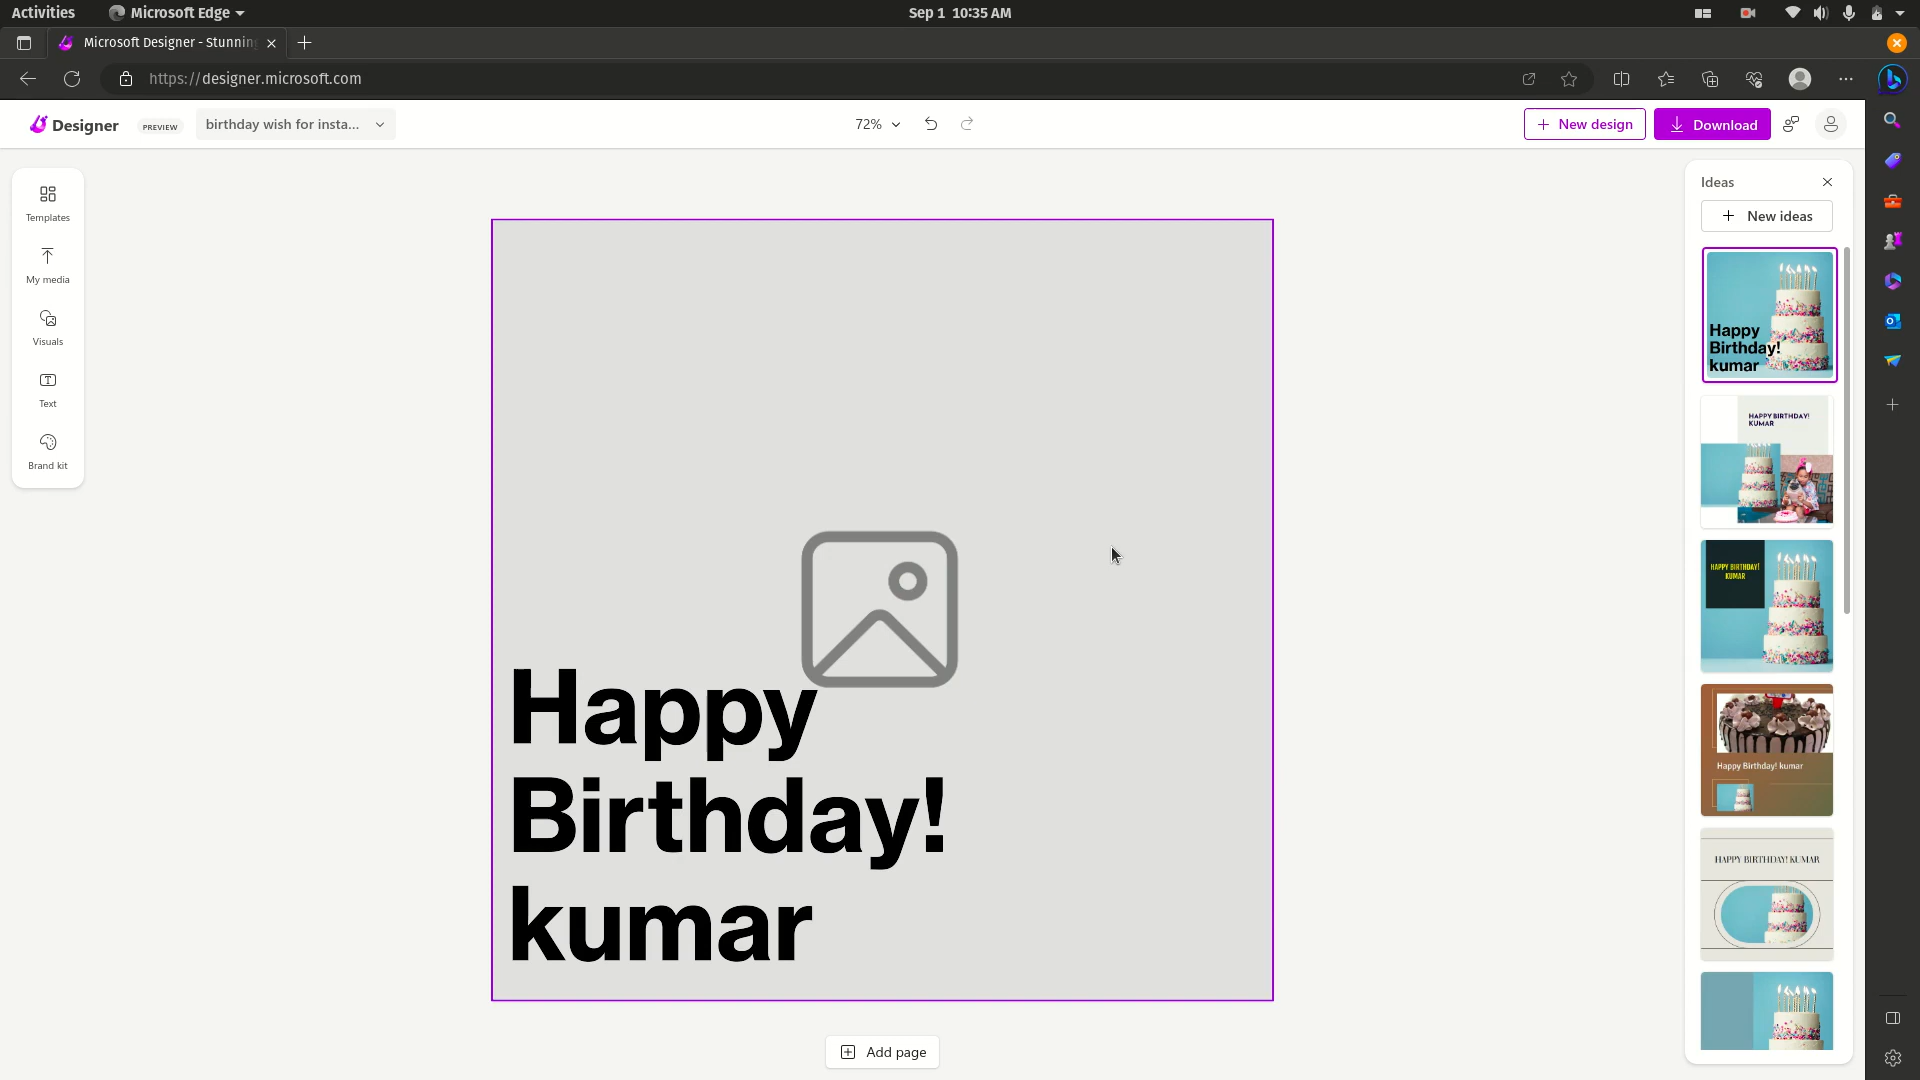 Activities
Microsoft Edge
Sep 1 10:35 AM
Microsoft Designer - Stunning
https://designer.microsoft.com
Designer
PREVIEW
birthday wish for insta...
72%
New design
Download
Templates
My media
Visuals
Text
Brand kit
Happy
Birthday!
kumar
Add page
Ideas
New ideas
Happy
Birthday!
kumar
HAPPY BIRTHDAY!
KUMAR
HAPPY BIRTHDAY!
KUMAR
Happy Birthday! kumar
HAPPY BIRTHDAY! KUMAR